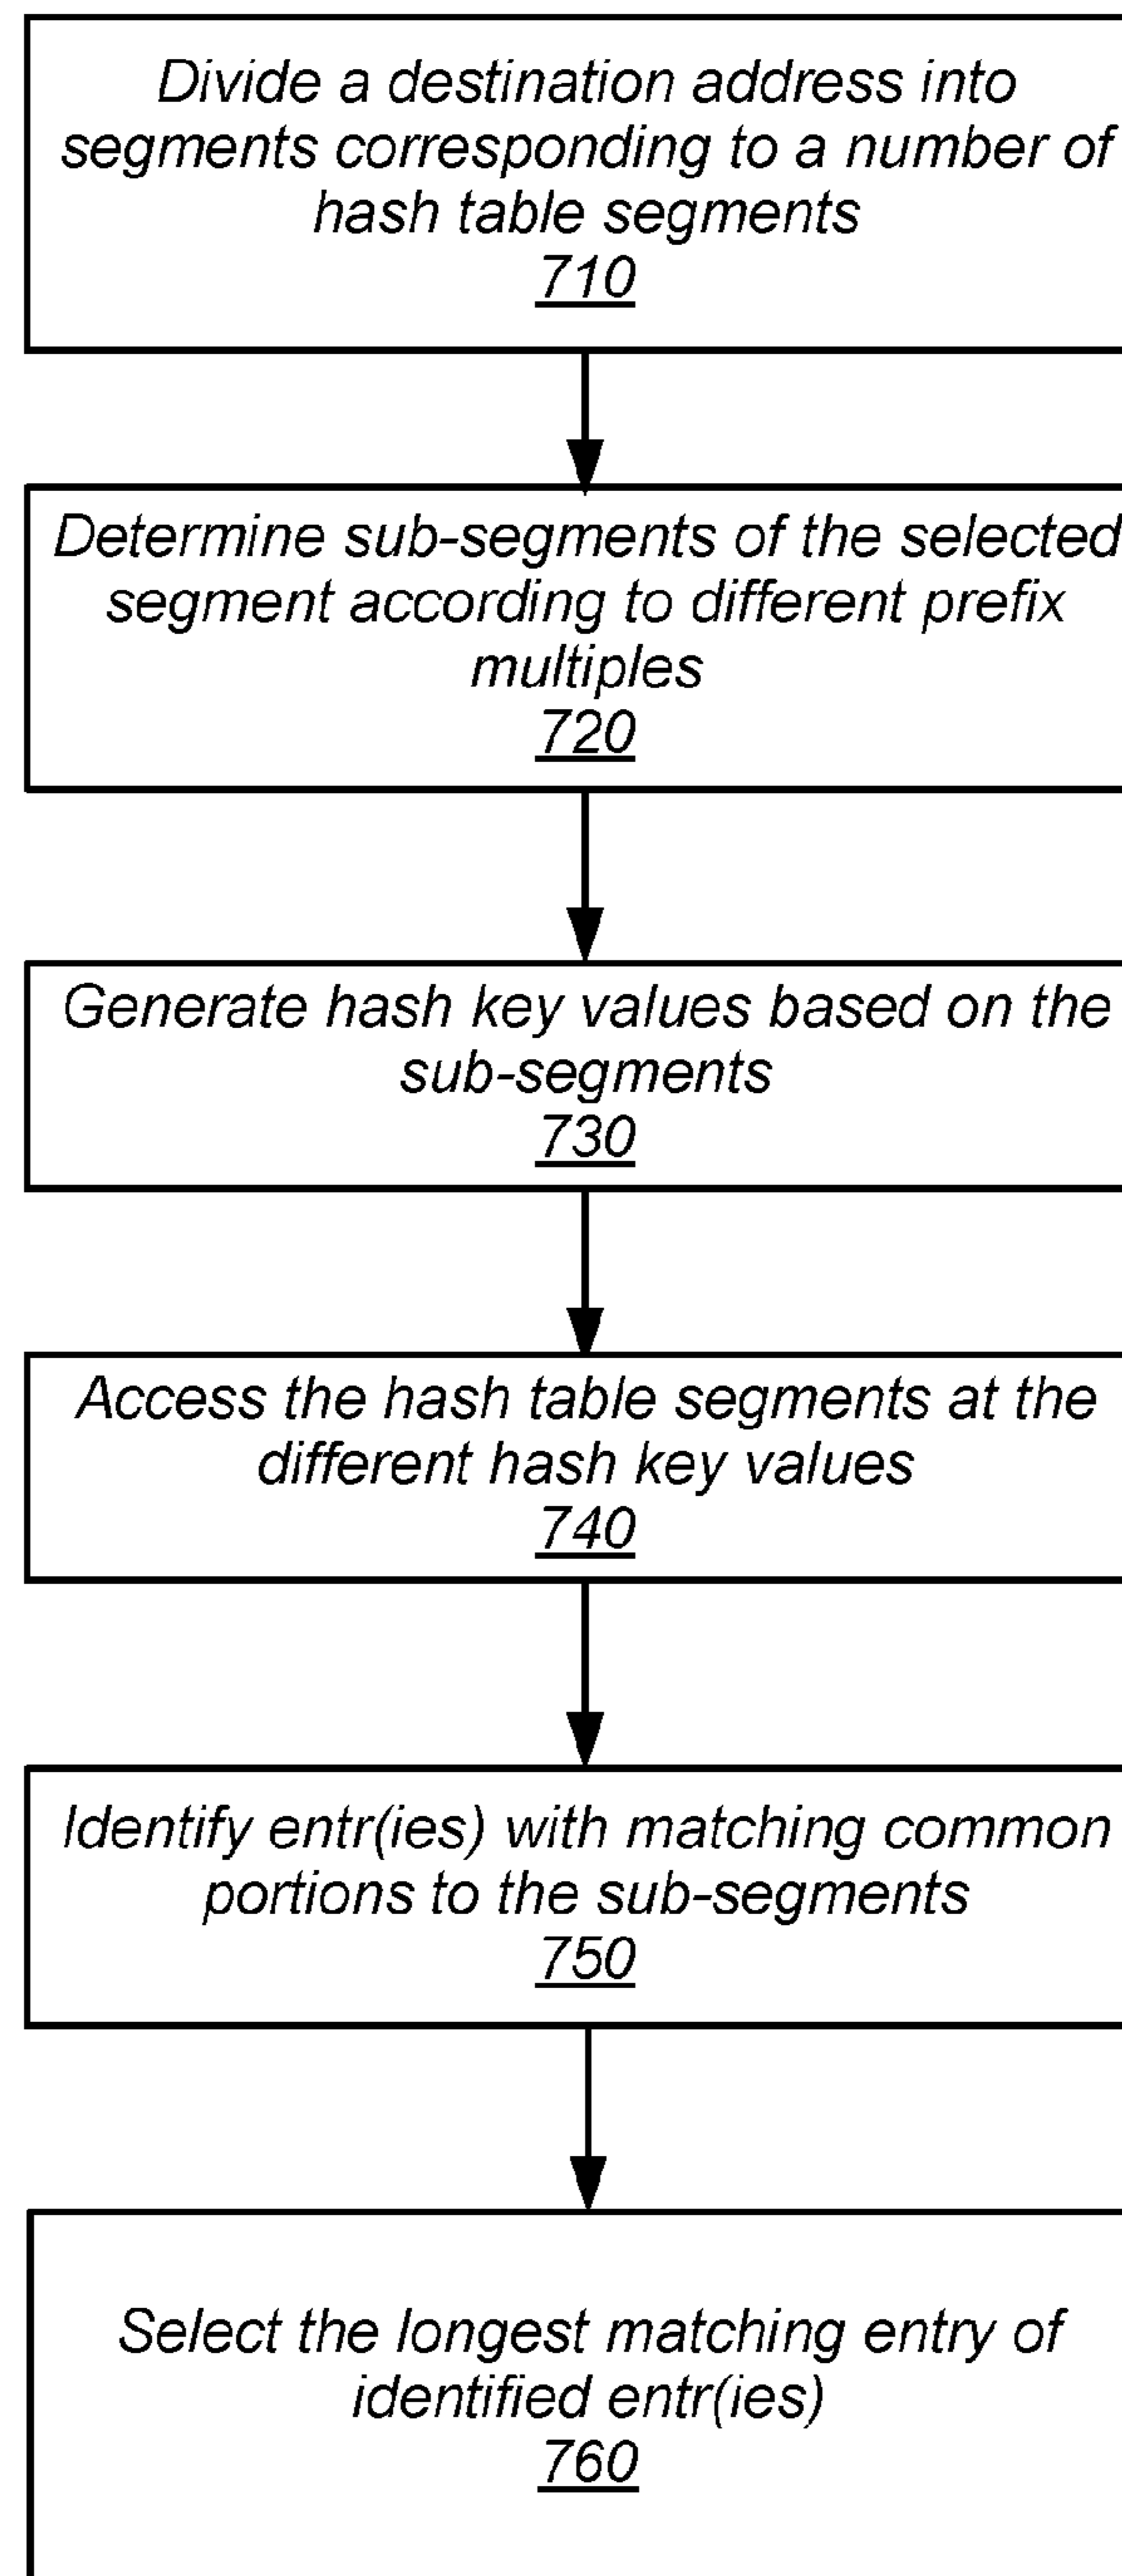 Divide a destination address into
segments corresponding to a number of
hash table segments
710
Determine sub-segments of the selected
segment according to different prefix
multiples
720
Generate hash key values based on the
sub-segments
730
Access the hash table segments at the
different hash key values
740
Identify entr(ies) with matching common
portions to the sub-segments
750
Select the longest matching entry of
identified entr(ies)
760